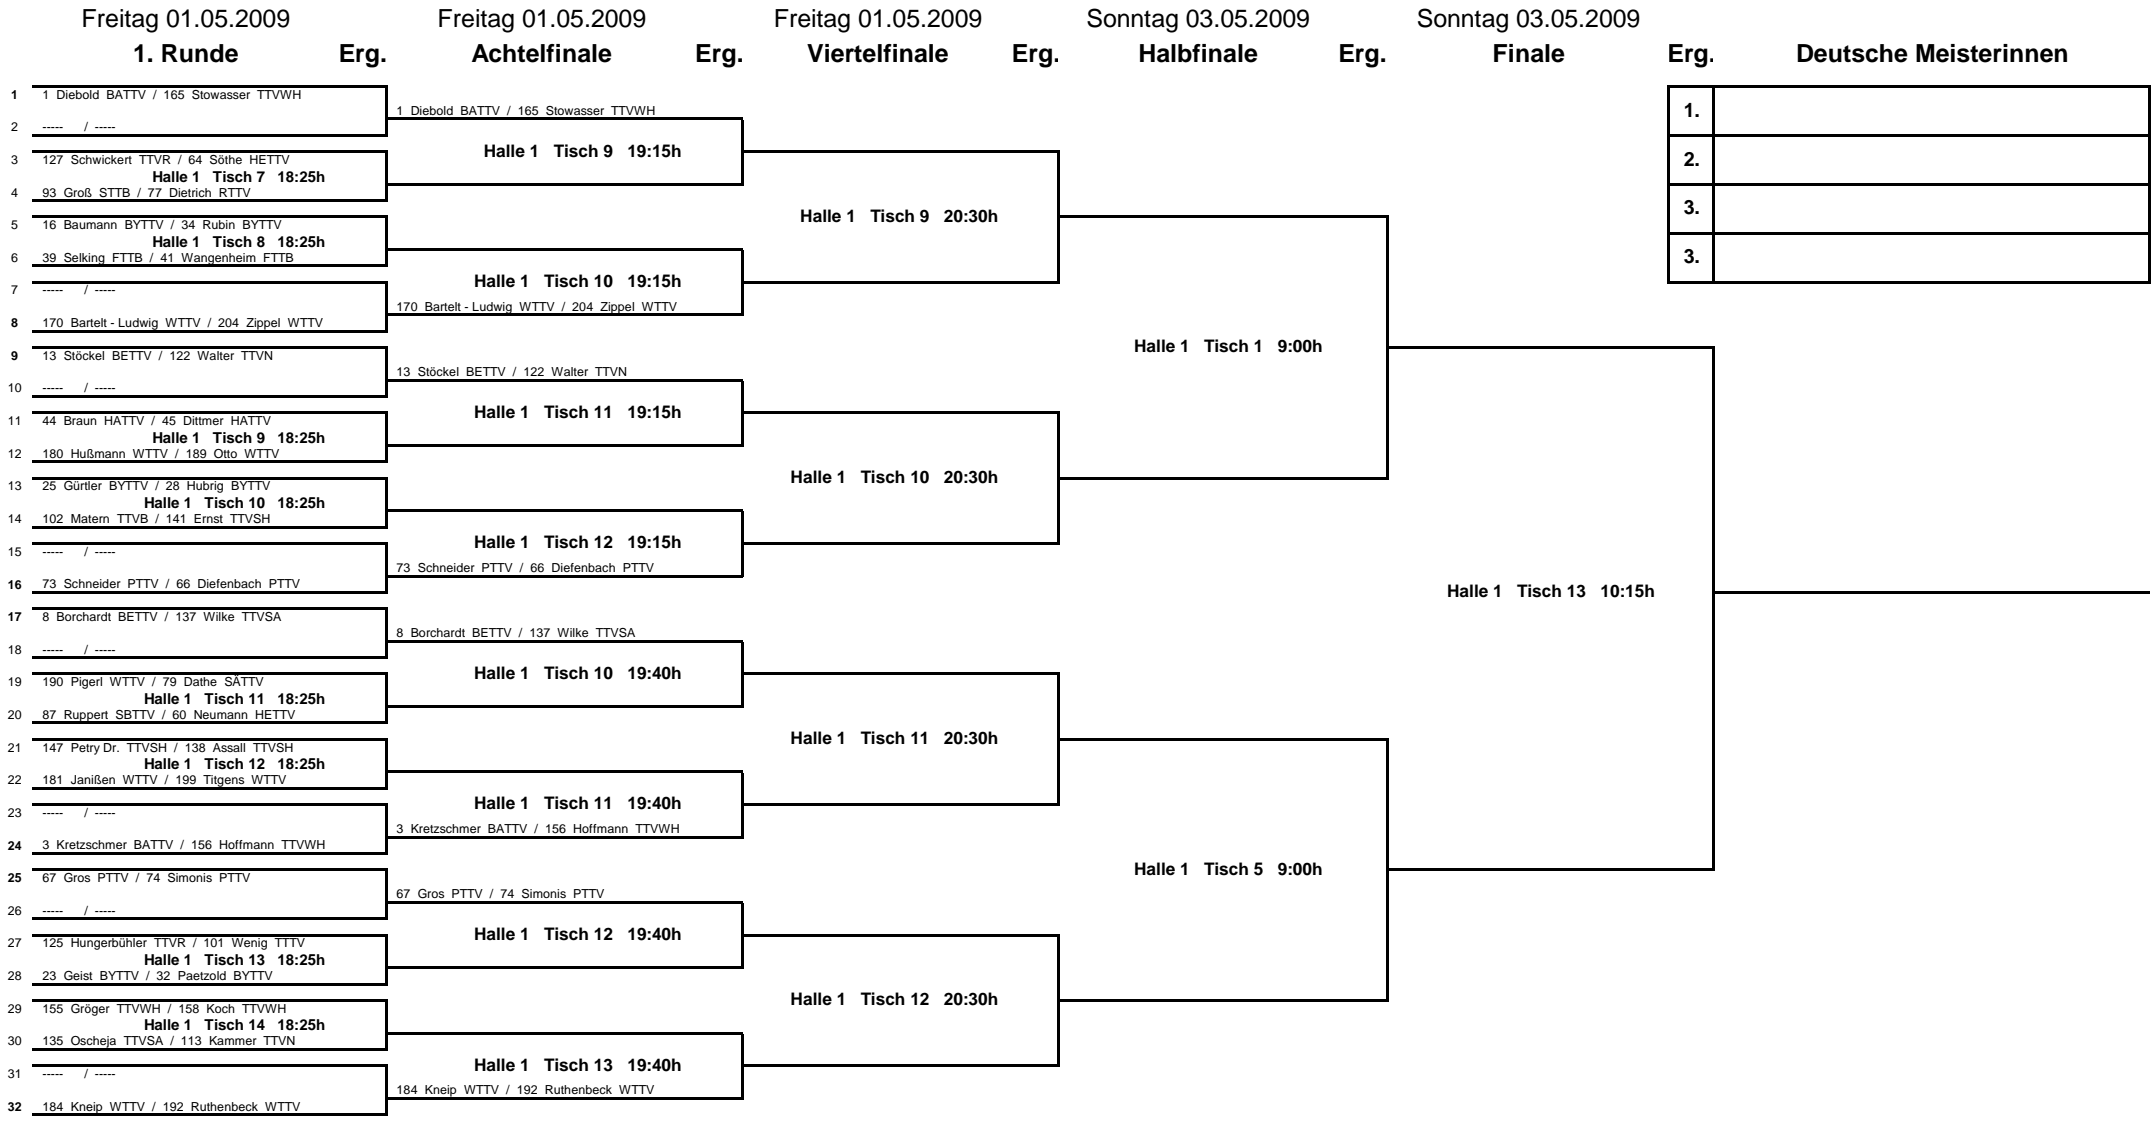 Freitag 01.05.2009 Freitag 01.05.2009 Freitag 01.05.2009 Sonntag 03.05.2009 Sonntag 03.05.2009
1. Runde Erg. Achtelfinale Erg. Viertelfinale Erg. Halbfinale Erg. Finale Erg. Deutsche Meisterinnen
1 1 Diebold BATTV / 165 Stowasser TTVWH
2 ----- / -----
3 127 Schwickert TTVR / 64 Söthe HETTV
Halle 1 Tisch 7 18:25h
4 93 Groß STTB / 77 Dietrich RTTV
5 16 Baumann BYTTV / 34 Rubin BYTTV
Halle 1 Tisch 8 18:25h
6 39 Selking FTTB / 41 Wangenheim FTTB
7 ----- / -----
8 170 Bartelt - Ludwig WTTV / 204 Zippel WTTV
9 13 Stöckel BETTV / 122 Walter TTVN
10 ----- / -----
11 44 Braun HATTV / 45 Dittmer HATTV
Halle 1 Tisch 9 18:25h
12 180 Hußmann WTTV / 189 Otto WTTV
13 25 Gürtler BYTTV / 28 Hubrig BYTTV
Halle 1 Tisch 10 18:25h
14 102 Matern TTVB / 141 Ernst TTVSH
15 ----- / -----
16 73 Schneider PTTV / 66 Diefenbach PTTV
17 8 Borchardt BETTV / 137 Wilke TTVSA
18 ----- / -----
19 190 Pigerl WTTV / 79 Dathe SÄTTV
Halle 1 Tisch 11 18:25h
20 87 Ruppert SBTTV / 60 Neumann HETTV
21 147 Petry Dr. TTVSH / 138 Assall TTVSH
Halle 1 Tisch 12 18:25h
22 181 Janißen WTTV / 199 Titgens WTTV
23 ----- / -----
24 3 Kretzschmer BATTV / 156 Hoffmann TTVWH
25 67 Gros PTTV / 74 Simonis PTTV
26 ----- / -----
27 125 Hungerbühler TTVR / 101 Wenig TTTV
Halle 1 Tisch 13 18:25h
28 23 Geist BYTTV / 32 Paetzold BYTTV
29 155 Gröger TTVWH / 158 Koch TTVWH
Halle 1 Tisch 14 18:25h
30 135 Oscheja TTVSA / 113 Kammer TTVN
31 ----- / -----
32 184 Kneip WTTV / 192 Ruthenbeck WTTV
1 Diebold BATTV / 165 Stowasser TTVWH
Halle 1 Tisch 9 19:15h
Halle 1 Tisch 10 19:15h
170 Bartelt - Ludwig WTTV / 204 Zippel WTTV
13 Stöckel BETTV / 122 Walter TTVN
Halle 1 Tisch 11 19:15h
Halle 1 Tisch 12 19:15h
73 Schneider PTTV / 66 Diefenbach PTTV
8 Borchardt BETTV / 137 Wilke TTVSA
Halle 1 Tisch 10 19:40h
Halle 1 Tisch 11 19:40h
3 Kretzschmer BATTV / 156 Hoffmann TTVWH
67 Gros PTTV / 74 Simonis PTTV
Halle 1 Tisch 12 19:40h
Halle 1 Tisch 13 19:40h
184 Kneip WTTV / 192 Ruthenbeck WTTV
Halle 1 Tisch 9 20:30h
Halle 1 Tisch 10 20:30h
Halle 1 Tisch 11 20:30h
Halle 1 Tisch 12 20:30h
Halle 1 Tisch 1 9:00h
Halle 1 Tisch 5 9:00h
Halle 1 Tisch 13 10:15h
1.
2.
3.
3.